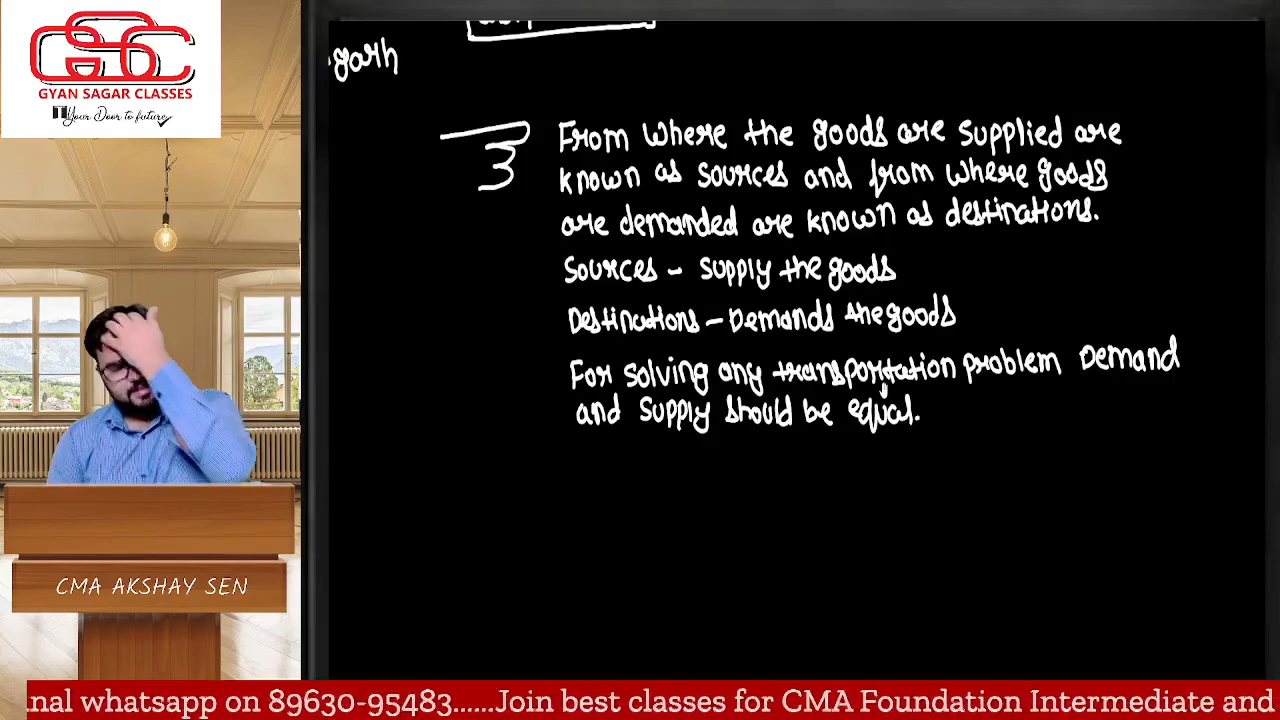 GSC
GYAN SAGAR CLASSES
Your Door to future
garh
3
From where the goods are supplied are
known as sources and from where goods
are demanded are known as destinations.
Sources - supply the goods
Destinations - Demands the goods
For solving any transportation problem Demand
and supply should be equal.
CMA AKSHAY SEN
nal whatsapp on 89630-95483......Join best classes for CMA Foundation Intermediate and